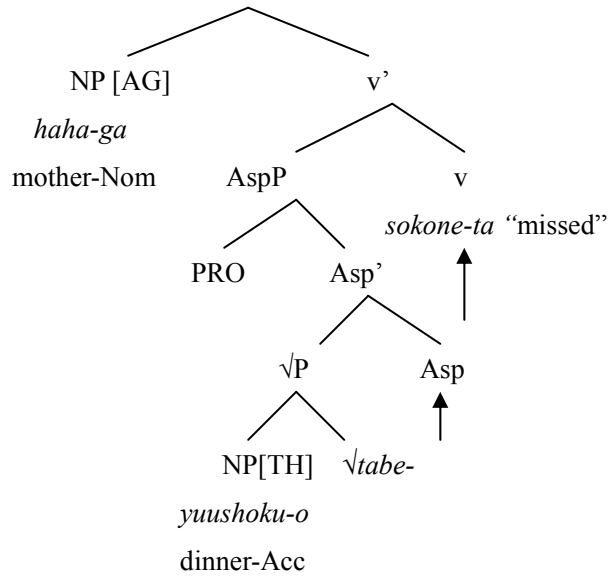 NP [AG] v’
haha-ga
mother-Nom AspP v
sokone-ta “missed”
PRO Asp’
√P Asp
NP[TH] √tabe-
yuushoku-o
dinner-Acc